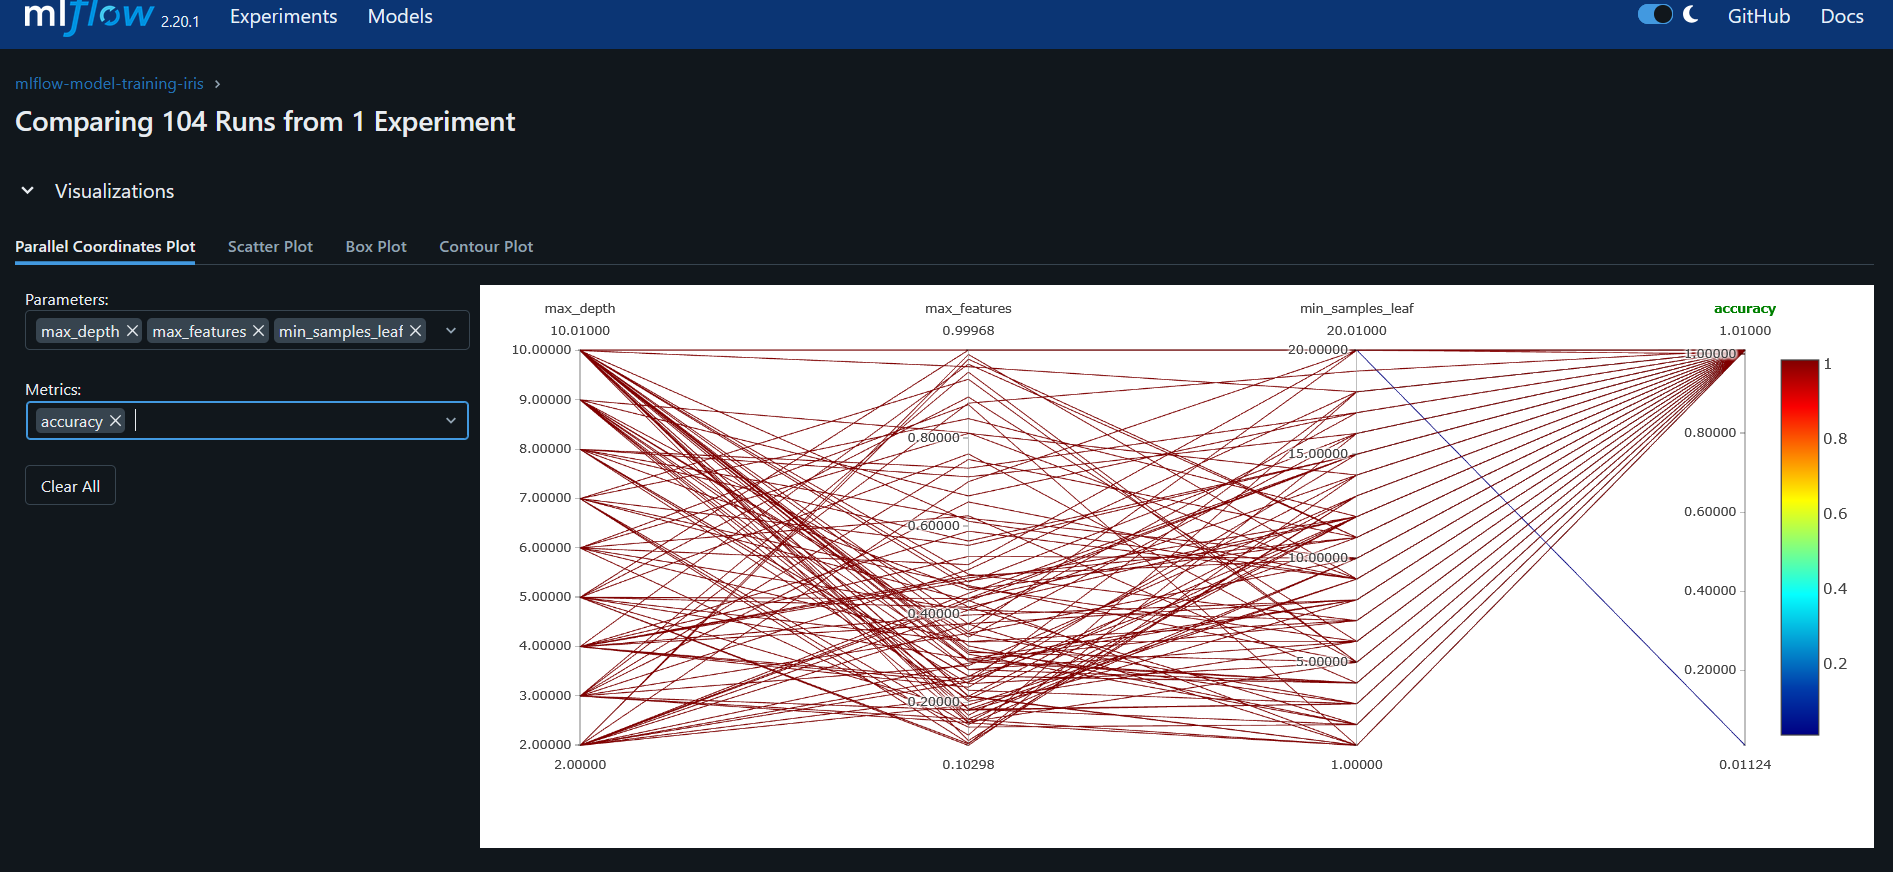 mlflow 2.20.1 Experiments Models GitHub Docs
mlflow-model-training-iris
Comparing 104 Runs from 1 Experiment
Visualizations
Parallel Coordinates Plot Scatter Plot Box Plot Contour Plot
Parameters:
max_depth max_features min_samples_leaf
Metrics:
accuracy
Clear All
max_depth max_features min_samples_leaf accuracy
10.01000 0.99968 20.01000 1.01000
10.00000
9.00000
8.00000
7.00000
6.00000
5.00000
4.00000
3.00000
2.00000
2.00000
0.80000
0.60000
0.40000
0.20000
0.10298
20.00000
15.00000
10.00000
5.00000
1.00000
1.00000
0.80000
0.60000
0.40000
0.20000
0.01124
1
0.8
0.6
0.4
0.2